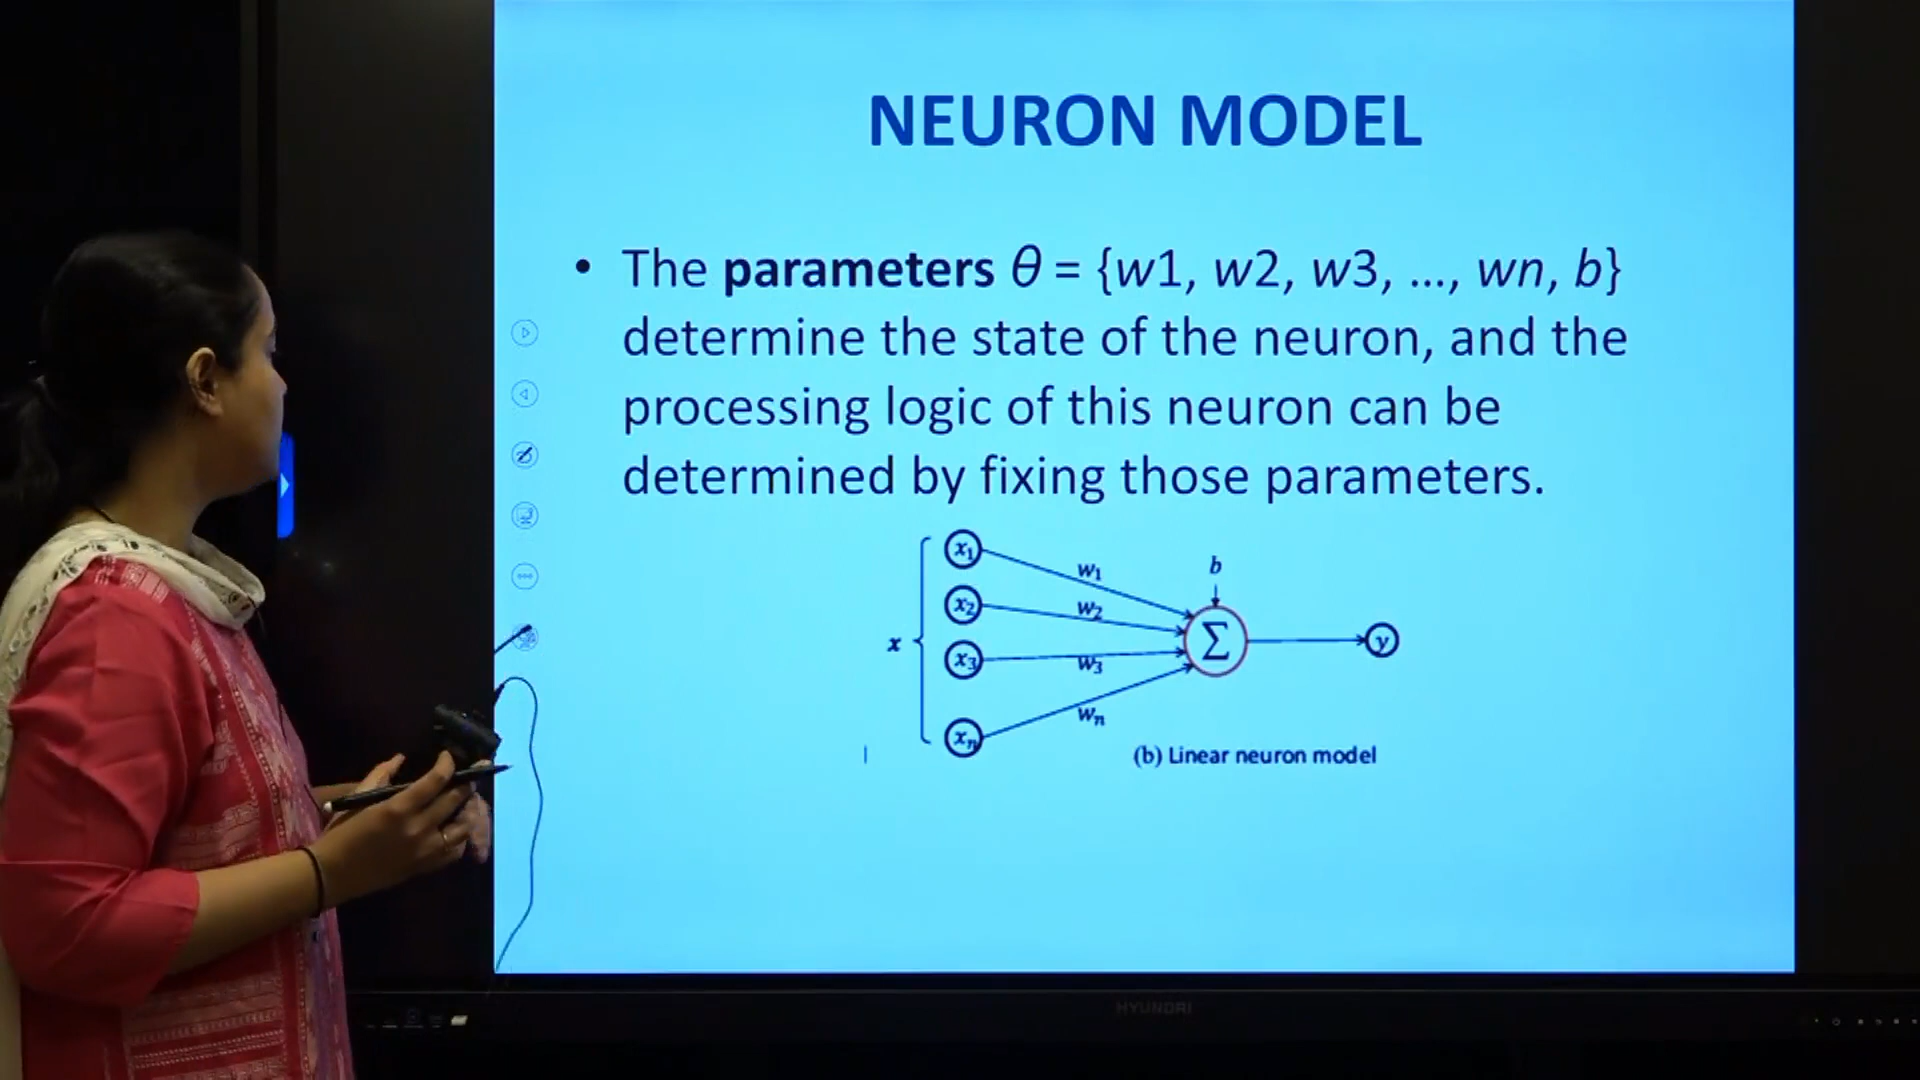 NEURON MODEL
• The parameters θ = {w1, w2, w3, ..., wn, b}
determine the state of the neuron, and the
processing logic of this neuron can be
determined by fixing those parameters.
x₁
w₁
b
x₂
w₂
x
Σ
y
x₃
w₃
wₙ
xₙ
(b) Linear neuron model
HYUNDAI